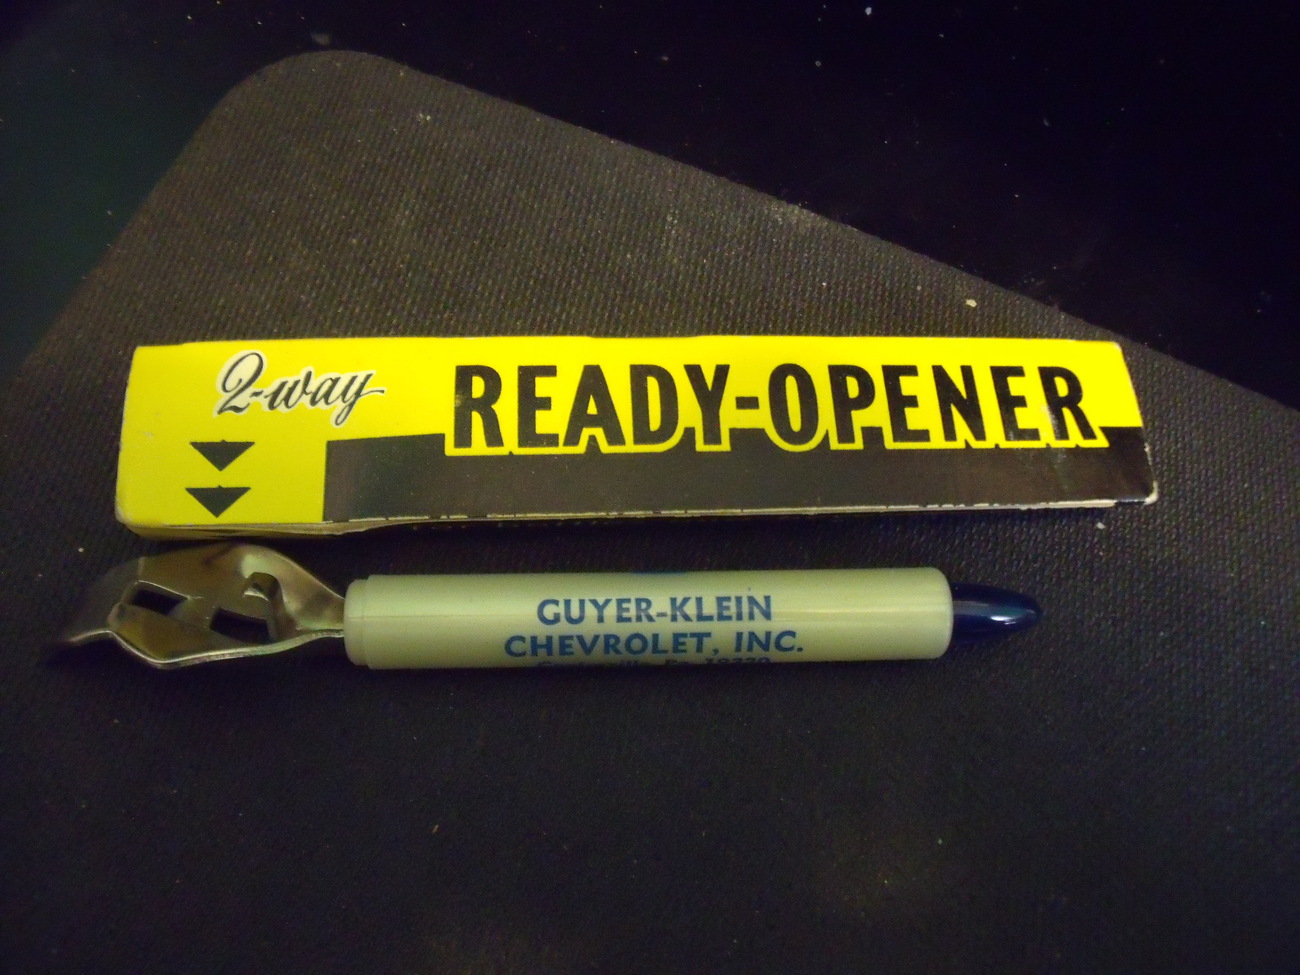 2-way
READY-OPENER
GUYER-KLEIN
CHEVROLET, INC.